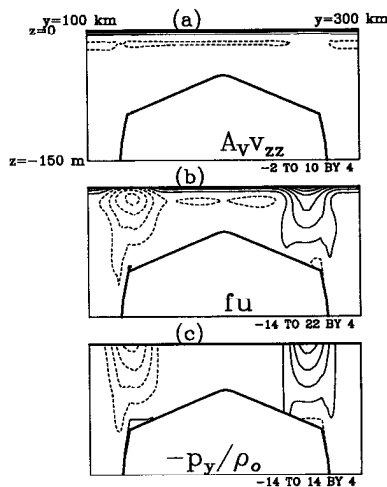 y=100 km
y=300 km
z=0
(a)
z=−150 m
A_V v_zz
−2 TO 10 BY 4
(b)
fu
−14 TO 22 BY 4
(c)
−p_y/ρ_o
−14 TO 14 BY 4